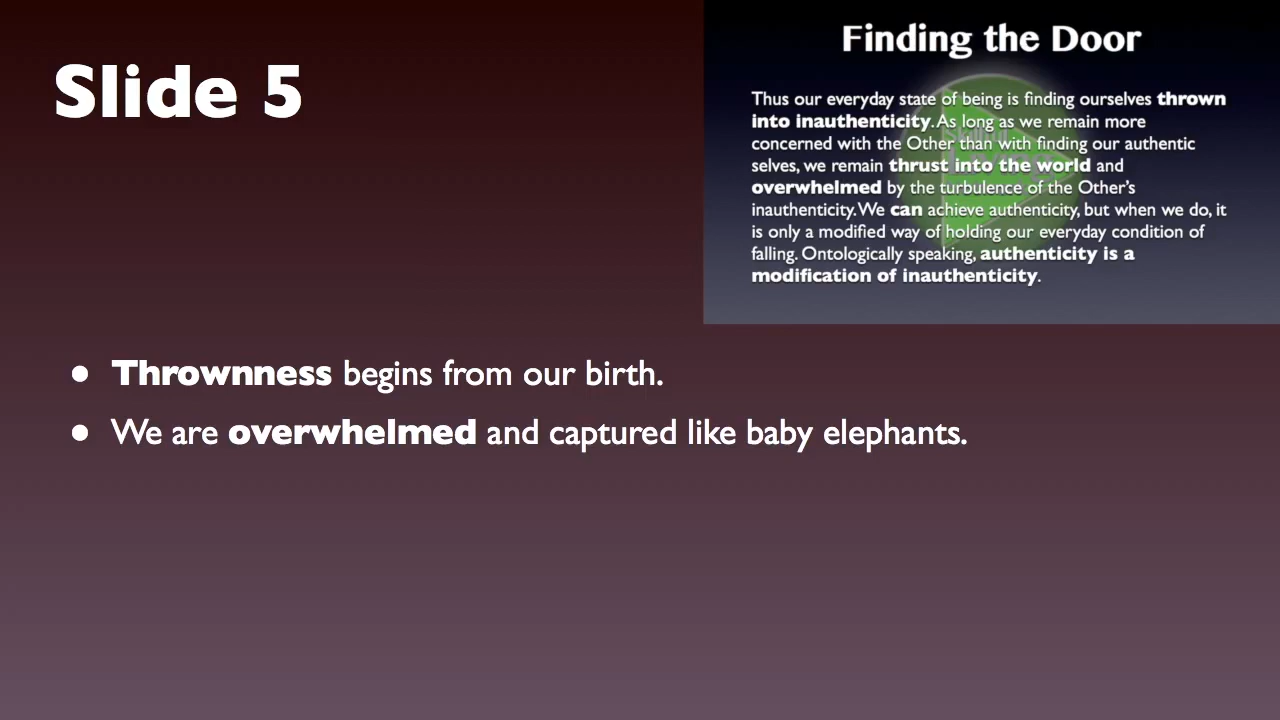 Slide 5
Finding the Door
Thus our everyday state of being is finding ourselves thrown
into inauthenticity. As long as we remain more
concerned with the Other than with finding our authentic
selves, we remain thrust into the world and
overwhelmed by the turbulence of the Other's
inauthenticity. We can achieve authenticity, but when we do, it
is only a modified way of holding our everyday condition of
falling. Ontologically speaking, authenticity is a
modification of inauthenticity.
• Thrownness begins from our birth.
• We are overwhelmed and captured like baby elephants.